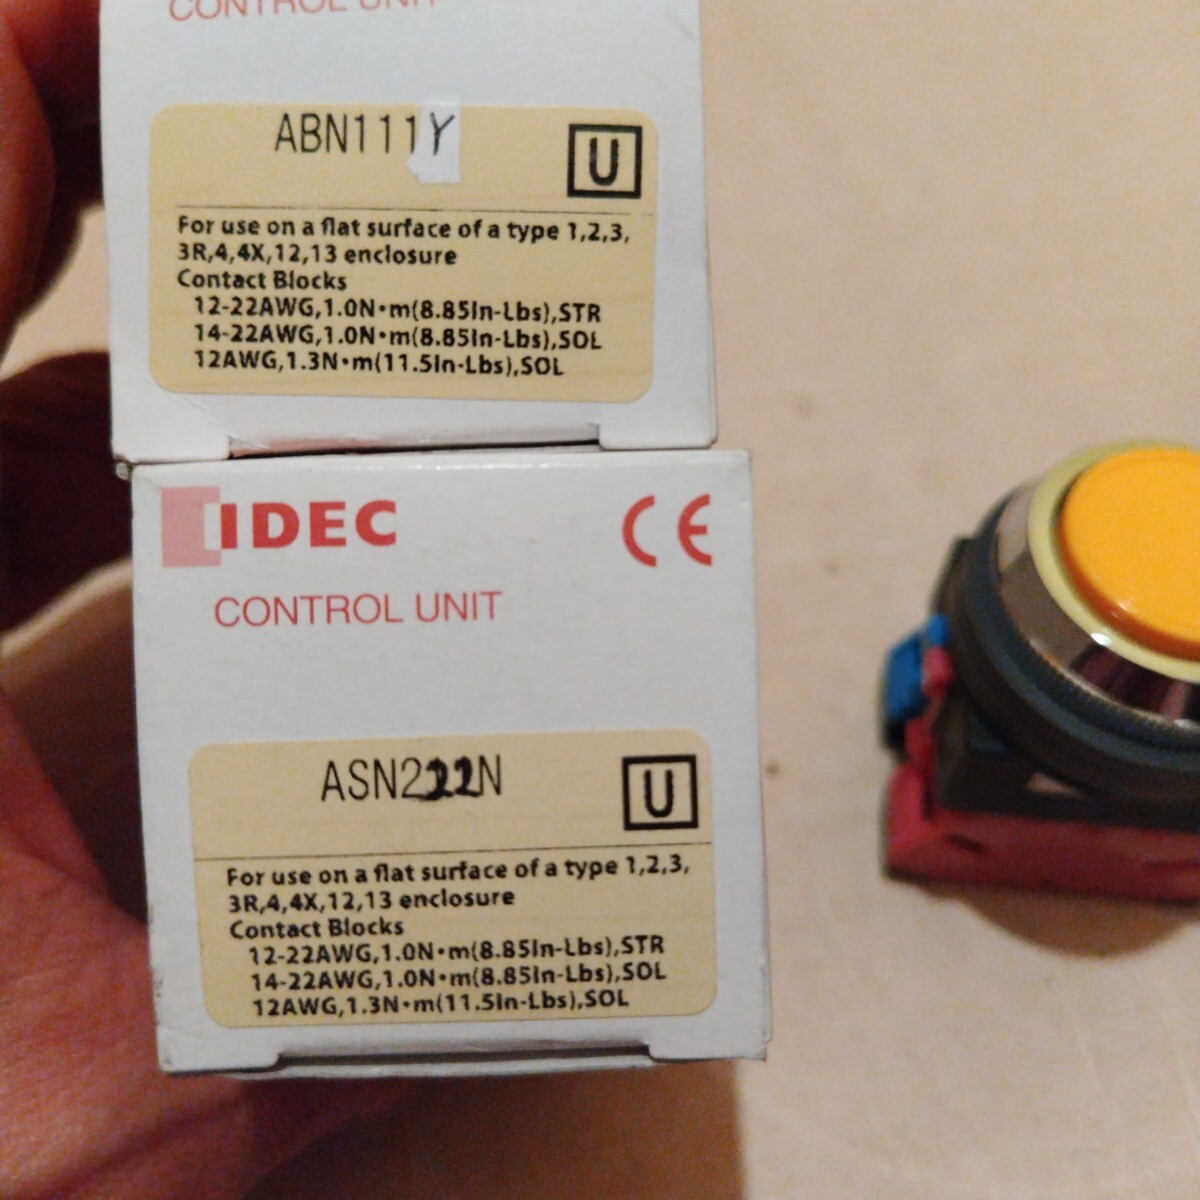 CONTROL UNIT
ABN111Y
U
For use on a flat surface of a type 1,2,3,
3R,4,4X,12,13 enclosure
Contact Blocks
12-22AWG,1.0N•m(8.85In-Lbs),STR
14-22AWG,1.0N•m(8.85In-Lbs),SOL
12AWG,1.3N•m(11.5In-Lbs),SOL
IDEC
CE
CONTROL UNIT
ASN222N
U
For use on a flat surface of a type 1,2,3,
3R,4,4X,12,13 enclosure
Contact Blocks
12-22AWG,1.0N•m(8.85In-Lbs),STR
14-22AWG,1.0N•m(8.85In-Lbs),SOL
12AWG,1.3N•m(11.5In-Lbs),SOL